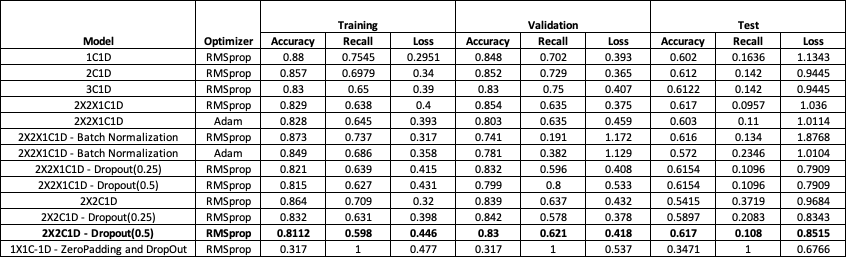 Training Validation Test
Model Optimizer Accuracy Recall Loss Accuracy Recall Loss Accuracy Recall Loss
1C1D RMSprop 0.88 0.7545 0.2951 0.848 0.702 0.393 0.602 0.1636 1.1343
2C1D RMSprop 0.857 0.6979 0.34 0.852 0.729 0.365 0.612 0.142 0.9445
3C1D RMSprop 0.83 0.65 0.39 0.83 0.75 0.407 0.6122 0.142 0.9445
2X2X1C1D RMSprop 0.829 0.638 0.4 0.854 0.635 0.375 0.617 0.0957 1.036
2X2X1C1D Adam 0.828 0.645 0.393 0.803 0.635 0.459 0.603 0.11 1.0114
2X2X1C1D - Batch Normalization RMSprop 0.873 0.737 0.317 0.741 0.191 1.172 0.616 0.134 1.8768
2X2X1C1D - Batch Normalization Adam 0.849 0.686 0.358 0.781 0.382 1.129 0.572 0.2346 1.0104
2X2X1C1D - Dropout(0.25) RMSprop 0.821 0.639 0.415 0.832 0.596 0.408 0.6154 0.1096 0.7909
2X2X1C1D - Dropout(0.5) RMSprop 0.815 0.627 0.431 0.799 0.8 0.533 0.6154 0.1096 0.7909
2X2C1D RMSprop 0.864 0.709 0.32 0.839 0.637 0.432 0.5415 0.3719 0.9684
2X2C1D - Dropout(0.25) RMSprop 0.832 0.631 0.398 0.842 0.578 0.378 0.5897 0.2083 0.8343
2X2C1D - Dropout(0.5) RMSprop 0.8112 0.598 0.446 0.83 0.621 0.418 0.617 0.108 0.8515
1X1C-1D - ZeroPadding and DropOut RMSprop 0.317 1 0.477 0.317 1 0.537 0.3471 1 0.6766